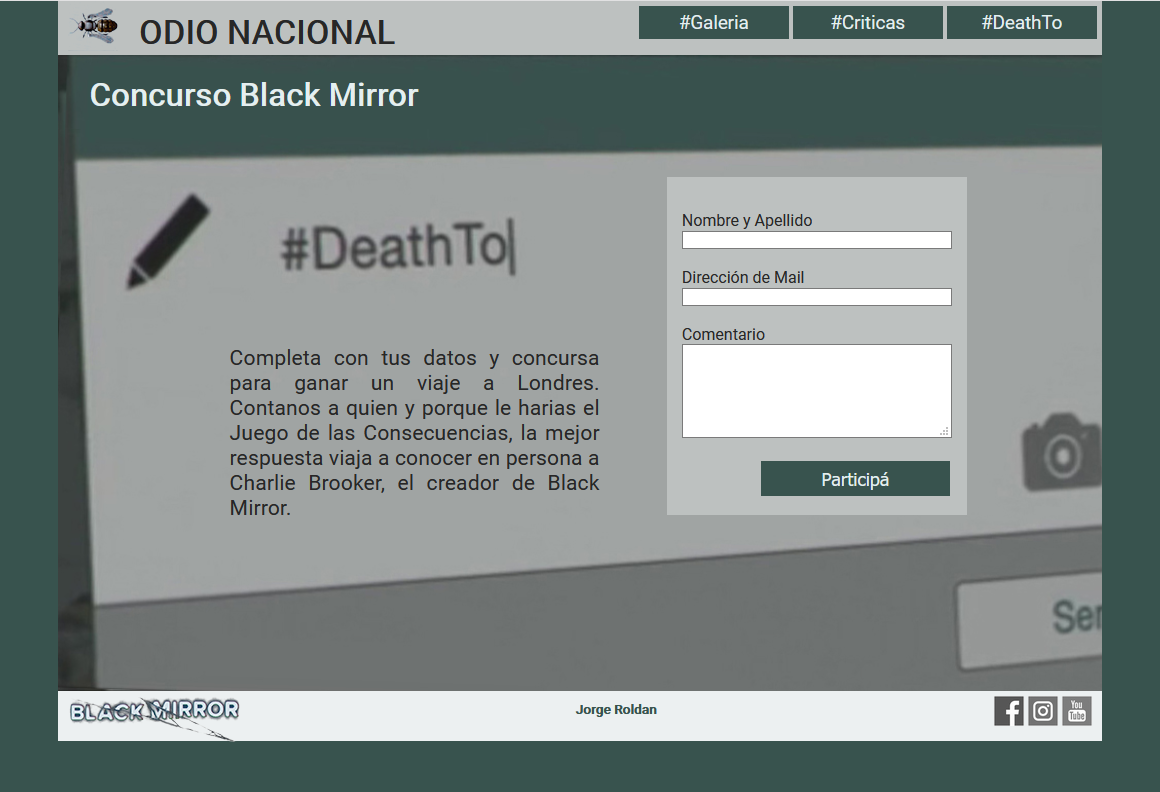 ODIO NACIONAL
#Galeria
#Criticas
#DeathTo
Concurso Black Mirror
#DeathTo
Completa con tus datos y concursa
para ganar un viaje a Londres.
Contanos a quien y porque le harias el
Juego de las Consecuencias, la mejor
respuesta viaja a conocer en persona a
Charlie Brooker, el creador de Black
Mirror.
Nombre y Apellido
Dirección de Mail
Comentario
Participá
Ser
BLACK MIRROR
Jorge Roldan
You
Tube